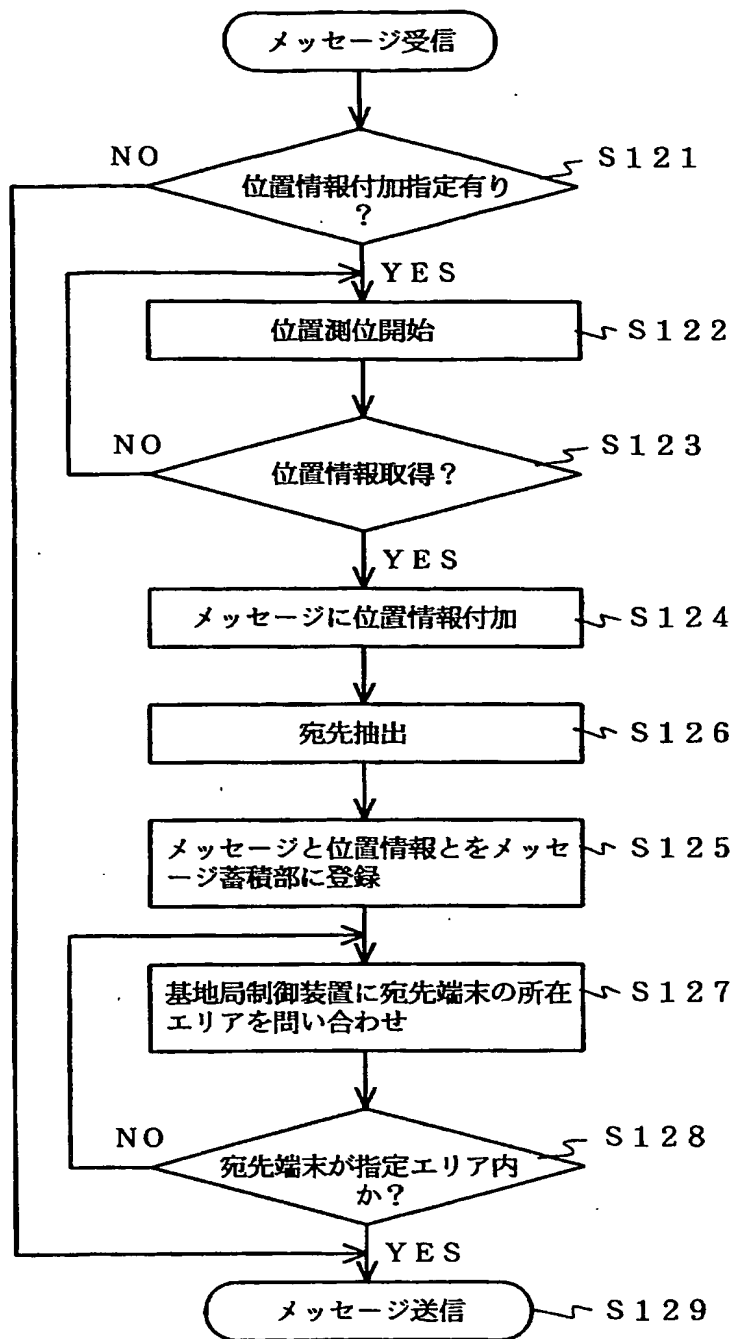 メッセージ受信
NO
位置情報付加指定有り
?
S121
YES
位置測位開始
S122
NO
位置情報取得?
S123
YES
メッセージに位置情報付加
S124
宛先抽出
S126
メッセージと位置情報とをメッセ
ージ蓄積部に登録
S125
基地局制御装置に宛先端末の所在
エリアを問い合わせ
S127
NO
宛先端末が指定エリア内
か?
S128
YES
メッセージ送信
S129